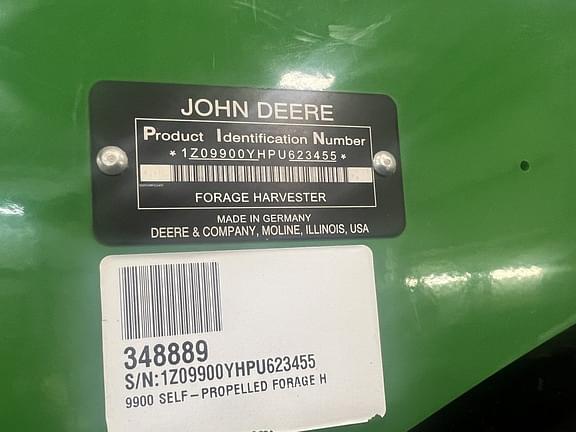 JOHN DEERE
Product Identification Number
*1Z09900YHPU623455*
FORAGE HARVESTER
MADE IN GERMANY
DEERE & COMPANY, MOLINE, ILLINOIS, USA
348889
S/N:1Z09900YHPU623455
9900 SELF-PROPELLED FORAGE H